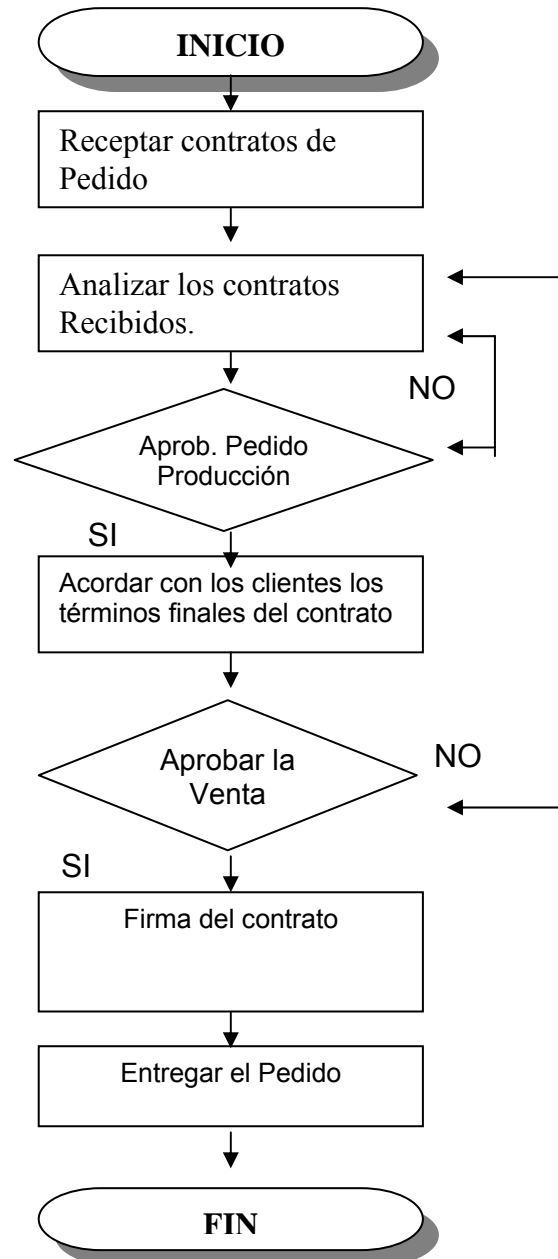 INICIO
Receptar contratos de
Pedido
Analizar los contratos
Recibidos.
NO
Aprob. Pedido
Producción
SI
Acordar con los clientes los
términos finales del contrato
Aprobar la
Venta
NO
SI
Firma del contrato
Entregar el Pedido
FIN